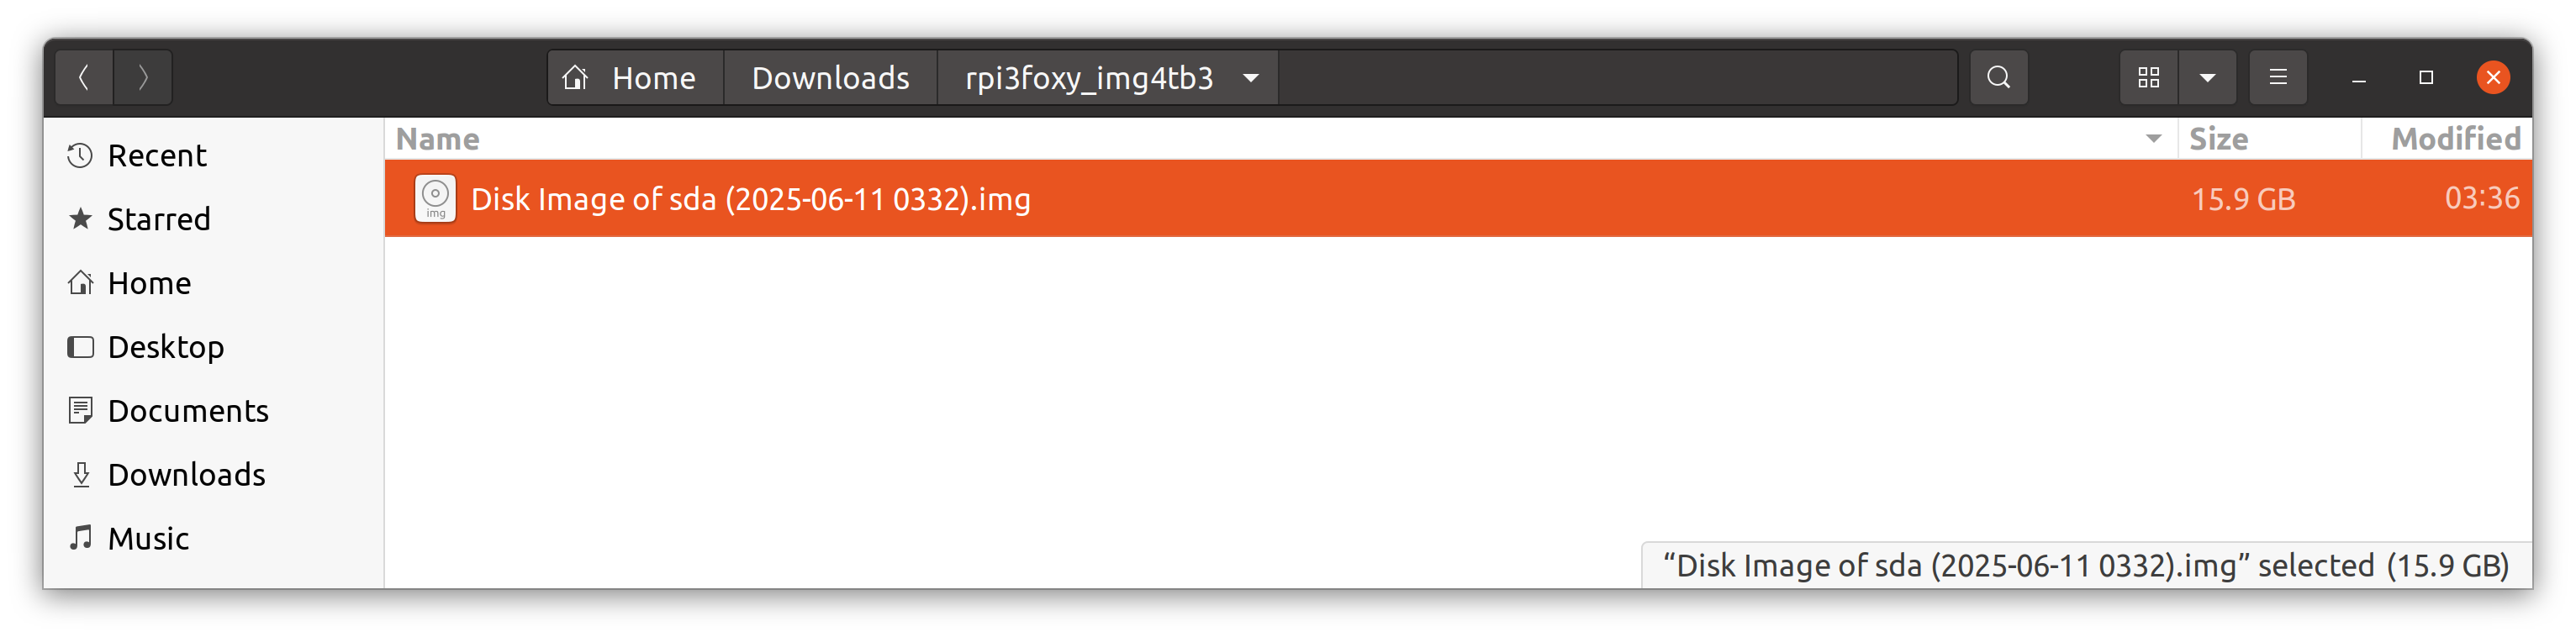 Home Downloads rpi3foxy_img4tb3
Recent
Starred
Home
Desktop
Documents
Downloads
Music
Name Size Modified
img
Disk Image of sda (2025-06-11 0332).img 15.9 GB 03:36
“Disk Image of sda (2025-06-11 0332).img” selected (15.9 GB)